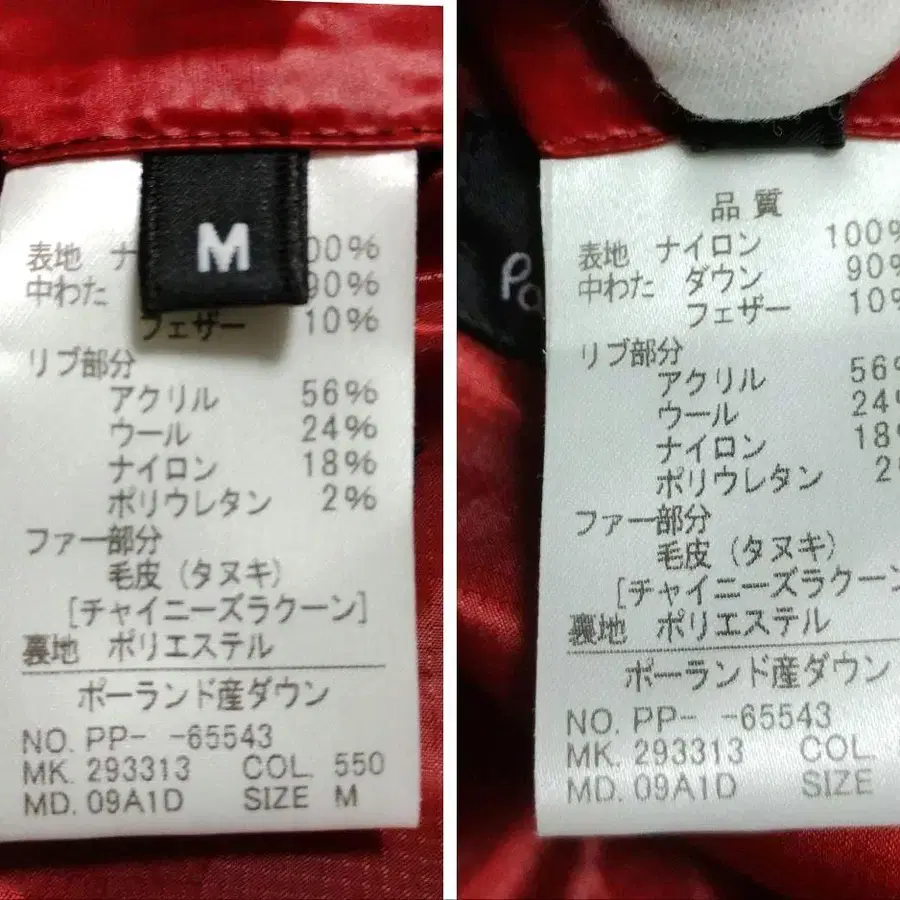 M
表地 ナ 00%
中わた 90%
フェザー 10%
リブ部分
アクリル 56%
ウール 24%
ナイロン 18%
ポリウレタン 2%
ファー部分
毛皮(タヌキ)
[チャイニーズラクーン]
裏地 ポリエステル
ポーランド産ダウン
NO. PP- -65543
MK. 293313 COL. 550
MD. 09A1D SIZE M
品質
表地 ナイロン 100%
中わた ダウン 90%
フェザー 10%
リブ部分
アクリル 56%
ウール 24%
ナイロン 18%
ポリウレタン 2
ファー部分
毛皮(タヌキ)
[チャイニーズラクーン
裏地 ポリエステル
ポーランド産ダウン
NO. PP- -65543
MK. 293313 COL.
MD. 09A1D SIZE